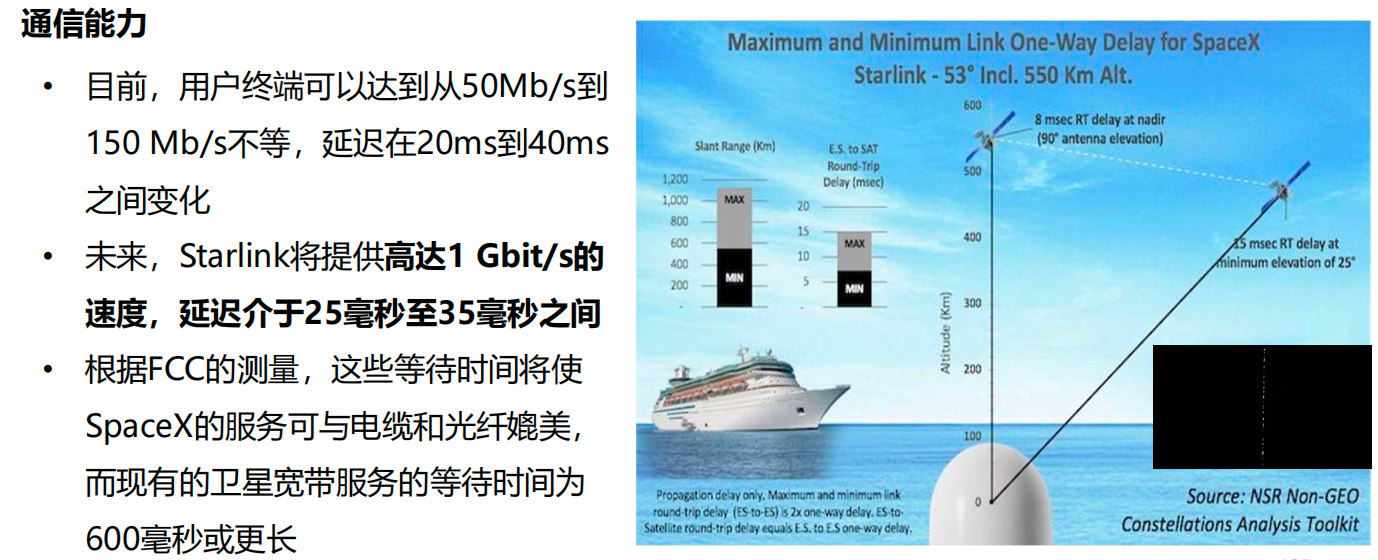 通信能力
• 目前，用户终端可以达到从50Mb/s到
150 Mb/s不等，延迟在20ms到40ms
之间变化
• 未来，Starlink将提供高达1 Gbit/s的
速度，延迟介于25毫秒至35毫秒之间
• 根据FCC的测量，这些等待时间将使
SpaceX的服务可与电缆和光纤媲美，
而现有的卫星宽带服务的等待时间为
600毫秒或更长
Maximum and Minimum Link One-Way Delay for SpaceX
Starlink - 53° Incl. 550 Km Alt.
Slant Range (Km)
1,200
1,000
800
600
400
200
-
MAX
MIN
E.S. to SAT
Round-Trip
Delay (msec)
20
15
10
5
MAX
MIN
600
500
400
300
200
100
0
Altitude (Km)
8 msec RT delay at nadir
(90° antenna elevation)
15 msec RT delay at
minimum elevation of 25°
Propagation delay only. Maximum and minimum link
round-trip delay (ES-to-ES) is 2x one-way delay. ES-to-
Satellite round-trip delay equals E.S. to E.S one-way delay.
Source: NSR Non-GEO
Constellations Analysis Toolkit